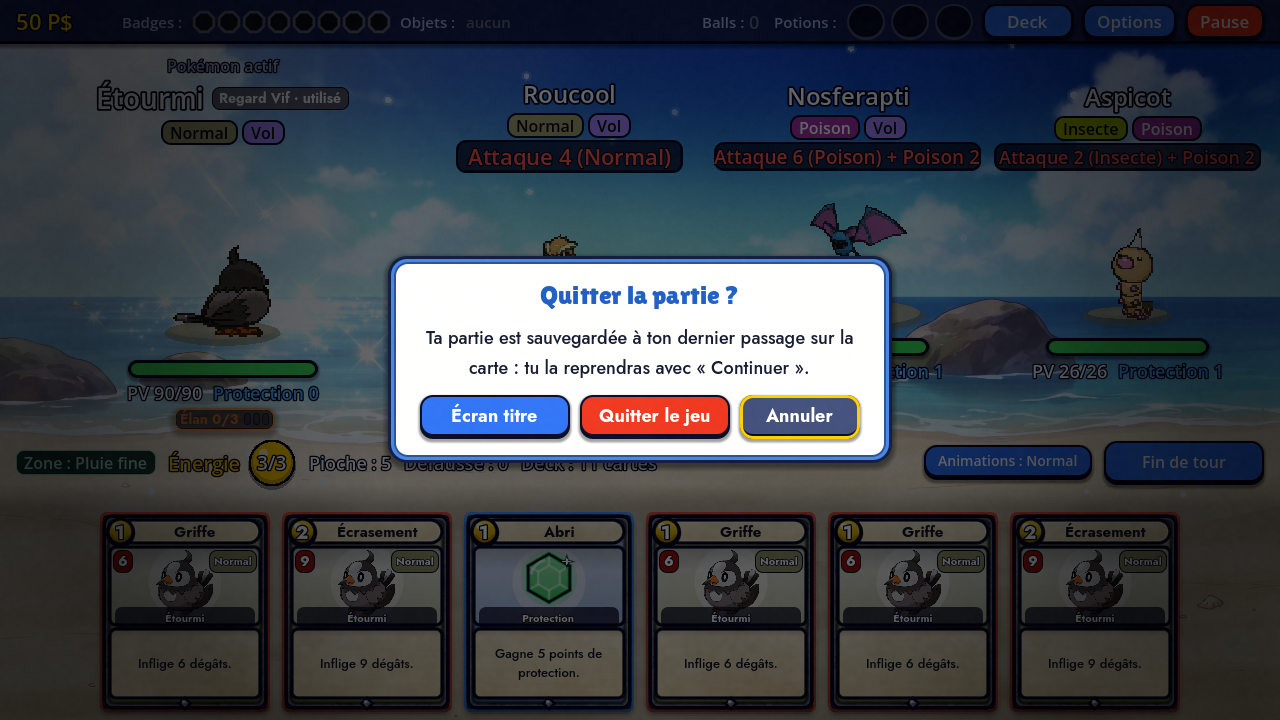 50 P$ Badges : Objets : aucun Balls : 0 Potions : Deck Options Pause
Pokémon actif
Étourmi Regard Vif · utilisé
Normal Vol
Roucool
Normal Vol
Attaque 4 (Normal)
Nosferapti
Poison Vol
Attaque 6 (Poison) + Poison 2
Aspicot
Insecte Poison
Attaque 2 (Insecte) + Poison 2
Quitter la partie ?
Ta partie est sauvegardée à ton dernier passage sur la
carte : tu la reprendras avec « Continuer ».
Écran titre Quitter le jeu Annuler
PV 90/90 Protection 0
Élan 0/3
PV 26/26 Protection 1
Zone : Pluie fine Énergie 3/3 Pioche : 5 Défausse : 0 Deck : 11 cartes Animations : Normal Fin de tour
1 Griffe
6 Normal
Étourmi
Inflige 6 dégâts.
2 Écrasement
9 Normal
Étourmi
Inflige 9 dégâts.
1 Abri
Protection
Gagne 5 points de
protection.
1 Griffe
6 Normal
Étourmi
Inflige 6 dégâts.
1 Griffe
6 Normal
Étourmi
Inflige 6 dégâts.
2 Écrasement
9 Normal
Étourmi
Inflige 9 dégâts.